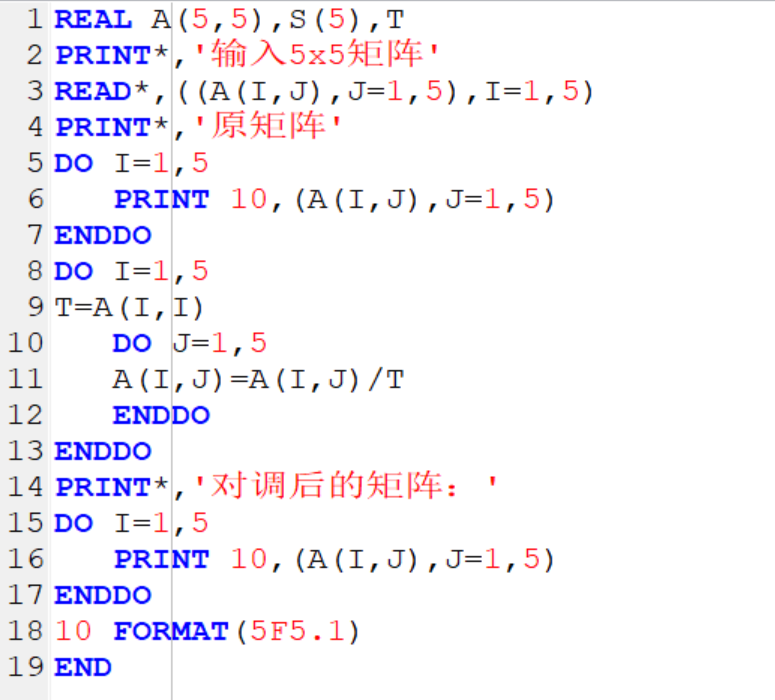 1 REAL A(5,5),S(5),T
2 PRINT*,'输入5x5矩阵'
3 READ*,((A(I,J),J=1,5),I=1,5)
4 PRINT*,'原矩阵'
5 DO I=1,5
6 PRINT 10,(A(I,J),J=1,5)
7 ENDDO
8 DO I=1,5
9 T=A(I,I)
10 DO J=1,5
11 A(I,J)=A(I,J)/T
12 ENDDO
13 ENDDO
14 PRINT*,'对调后的矩阵：'
15 DO I=1,5
16 PRINT 10,(A(I,J),J=1,5)
17 ENDDO
18 10 FORMAT(5F5.1)
19 END